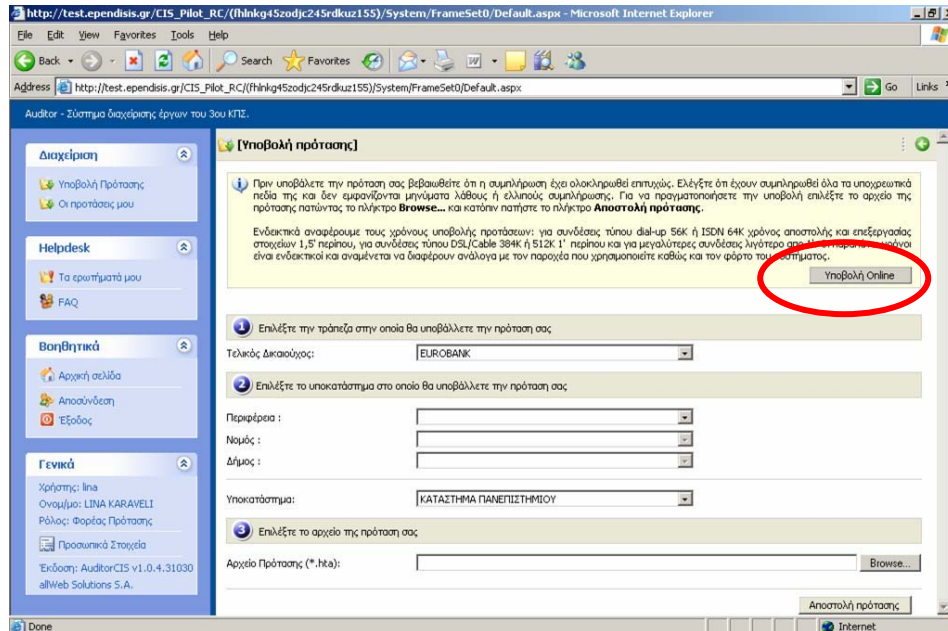 http://test.ependisis.gr/CIS_Pilot_RC/(fhlnkg45zodjc245rdkuz155)/System/FrameSet0/Default.aspx - Microsoft Internet Explorer
File Edit View Favorites Tools Help
Back Search Favorites
Address http://test.ependisis.gr/CIS_Pilot_RC/(fhlnkg45zodjc245rdkuz155)/System/FrameSet0/Default.aspx Go Links
Auditor - Σύστημα διαχείρισης έργων του 3ου ΚΠΣ.
Διαχείριση
Υποβολή Πρότασης
Οι προτάσεις μου
Helpdesk
Τα ερωτήματά μου
FAQ
Βοηθητικά
Αρχική σελίδα
Αποσύνδεση
Έξοδος
Γενικά
Χρήστης: lina
Ονομ/μο: LINA KARAVELI
Ρόλος: Φορέας Πρότασης
Προσωπικά Στοιχεία
Έκδοση: AuditorCIS v1.0.4.31030
allWeb Solutions S.A.
[Υποβολή πρότασης]
Πριν υποβάλετε την πρόταση σας βεβαιωθείτε ότι η συμπλήρωση έχει ολοκληρωθεί επιτυχώς. Ελέγξτε ότι έχουν συμπληρωθεί όλα τα υποχρεωτικά
πεδία της και δεν εμφανίζονται μηνύματα λάθους ή ελλιπούς συμπλήρωσης. Για να πραγματοποιήσετε την υποβολή επιλέξτε το αρχείο της
πρότασης πατώντας το πλήκτρο Browse... και κατόπιν πατήστε το πλήκτρο Αποστολή πρότασης.
Ενδεικτικά αναφέρουμε τους χρόνους υποβολής προτάσεων: για συνδέσεις τύπου dial-up 56K ή ISDN 64K χρόνος αποστολής και επεξεργασίας
στοιχείων 1,5' περίπου, για συνδέσεις τύπου DSL/Cable 384K ή 512K 1' περίπου και για μεγαλύτερες συνδέσεις λιγότερο χρόνοι
είναι ενδεικτικοί και αναμένεται να διαφέρουν ανάλογα με τον παροχέα που χρησιμοποιείτε καθώς και τον φόρτο του συστήματος.
Υποβολή Online
1 Επιλέξτε την τράπεζα στην οποία θα υποβάλλετε την πρόταση σας
Τελικός Δικαιούχος: EUROBANK
2 Επιλέξτε το υποκατάστημα στο οποίο θα υποβάλλετε την πρόταση σας
Περιφέρεια :
Νομός :
Δήμος :
Υποκατάστημα: ΚΑΤΑΣΤΗΜΑ ΠΑΝΕΠΙΣΤΗΜΙΟΥ
3 Επιλέξτε το αρχείο της πρότασης σας
Αρχείο Πρότασης (*.hta): Browse...
Αποστολή πρότασης
Done Internet